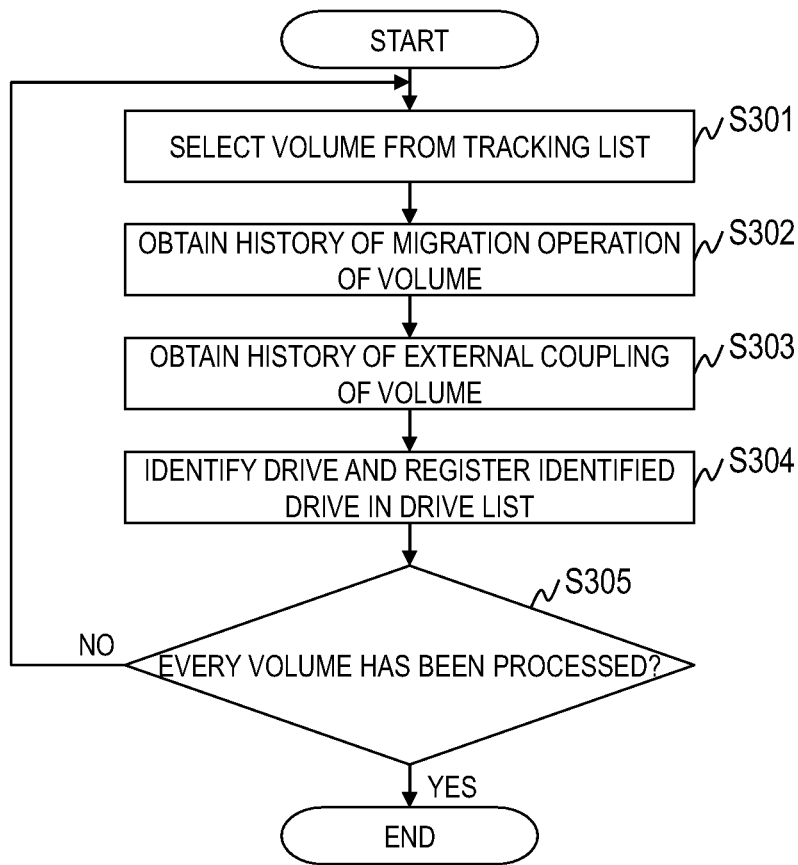 START
SELECT VOLUME FROM TRACKING LIST
S301
OBTAIN HISTORY OF MIGRATION OPERATION
OF VOLUME
S302
OBTAIN HISTORY OF EXTERNAL COUPLING
OF VOLUME
S303
IDENTIFY DRIVE AND REGISTER IDENTIFIED
DRIVE IN DRIVE LIST
S304
S305
NO
EVERY VOLUME HAS BEEN PROCESSED?
YES
END